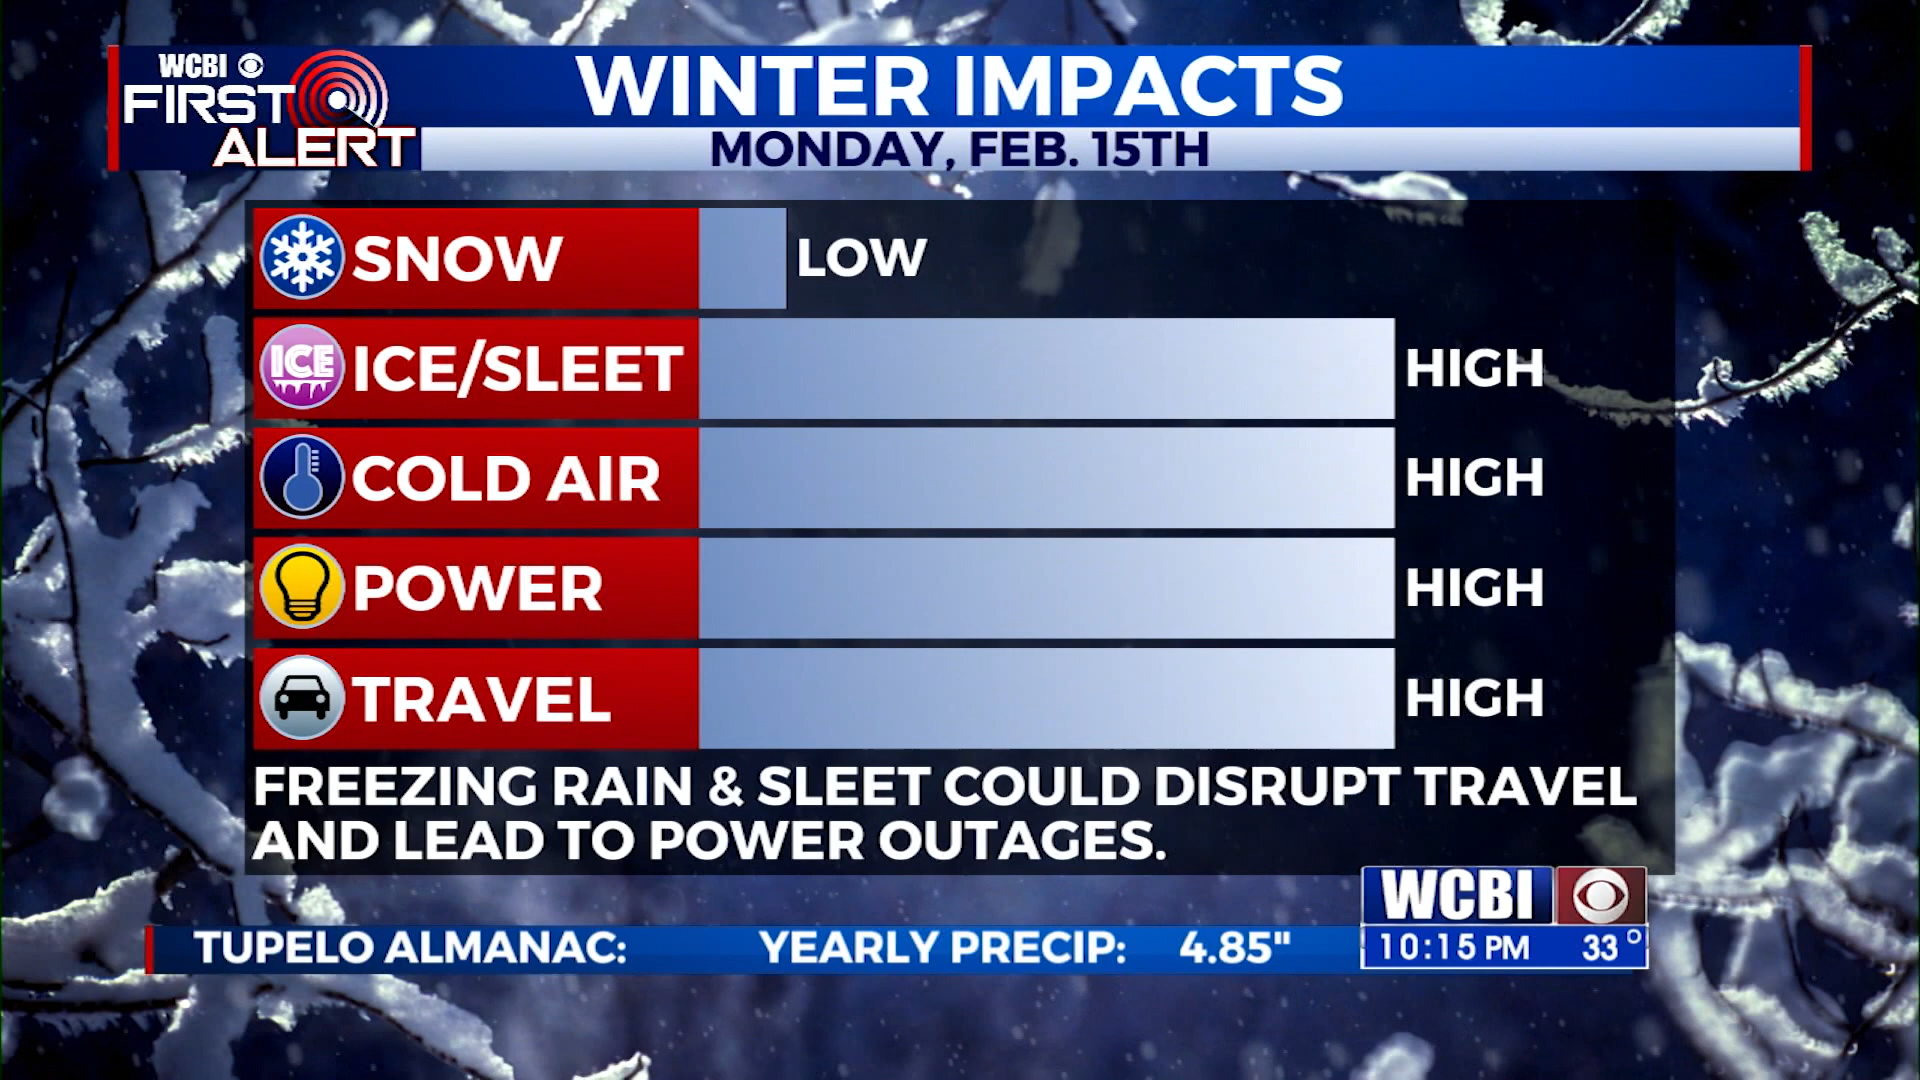 WCBI
FIRST
ALERT
WINTER IMPACTS
MONDAY, FEB. 15TH
SNOW LOW
ICE ICE/SLEET HIGH
COLD AIR HIGH
POWER HIGH
TRAVEL HIGH
FREEZING RAIN & SLEET COULD DISRUPT TRAVEL
AND LEAD TO POWER OUTAGES.
WCBI
TUPELO ALMANAC: YEARLY PRECIP: 4.85"
10:15 PM 33°